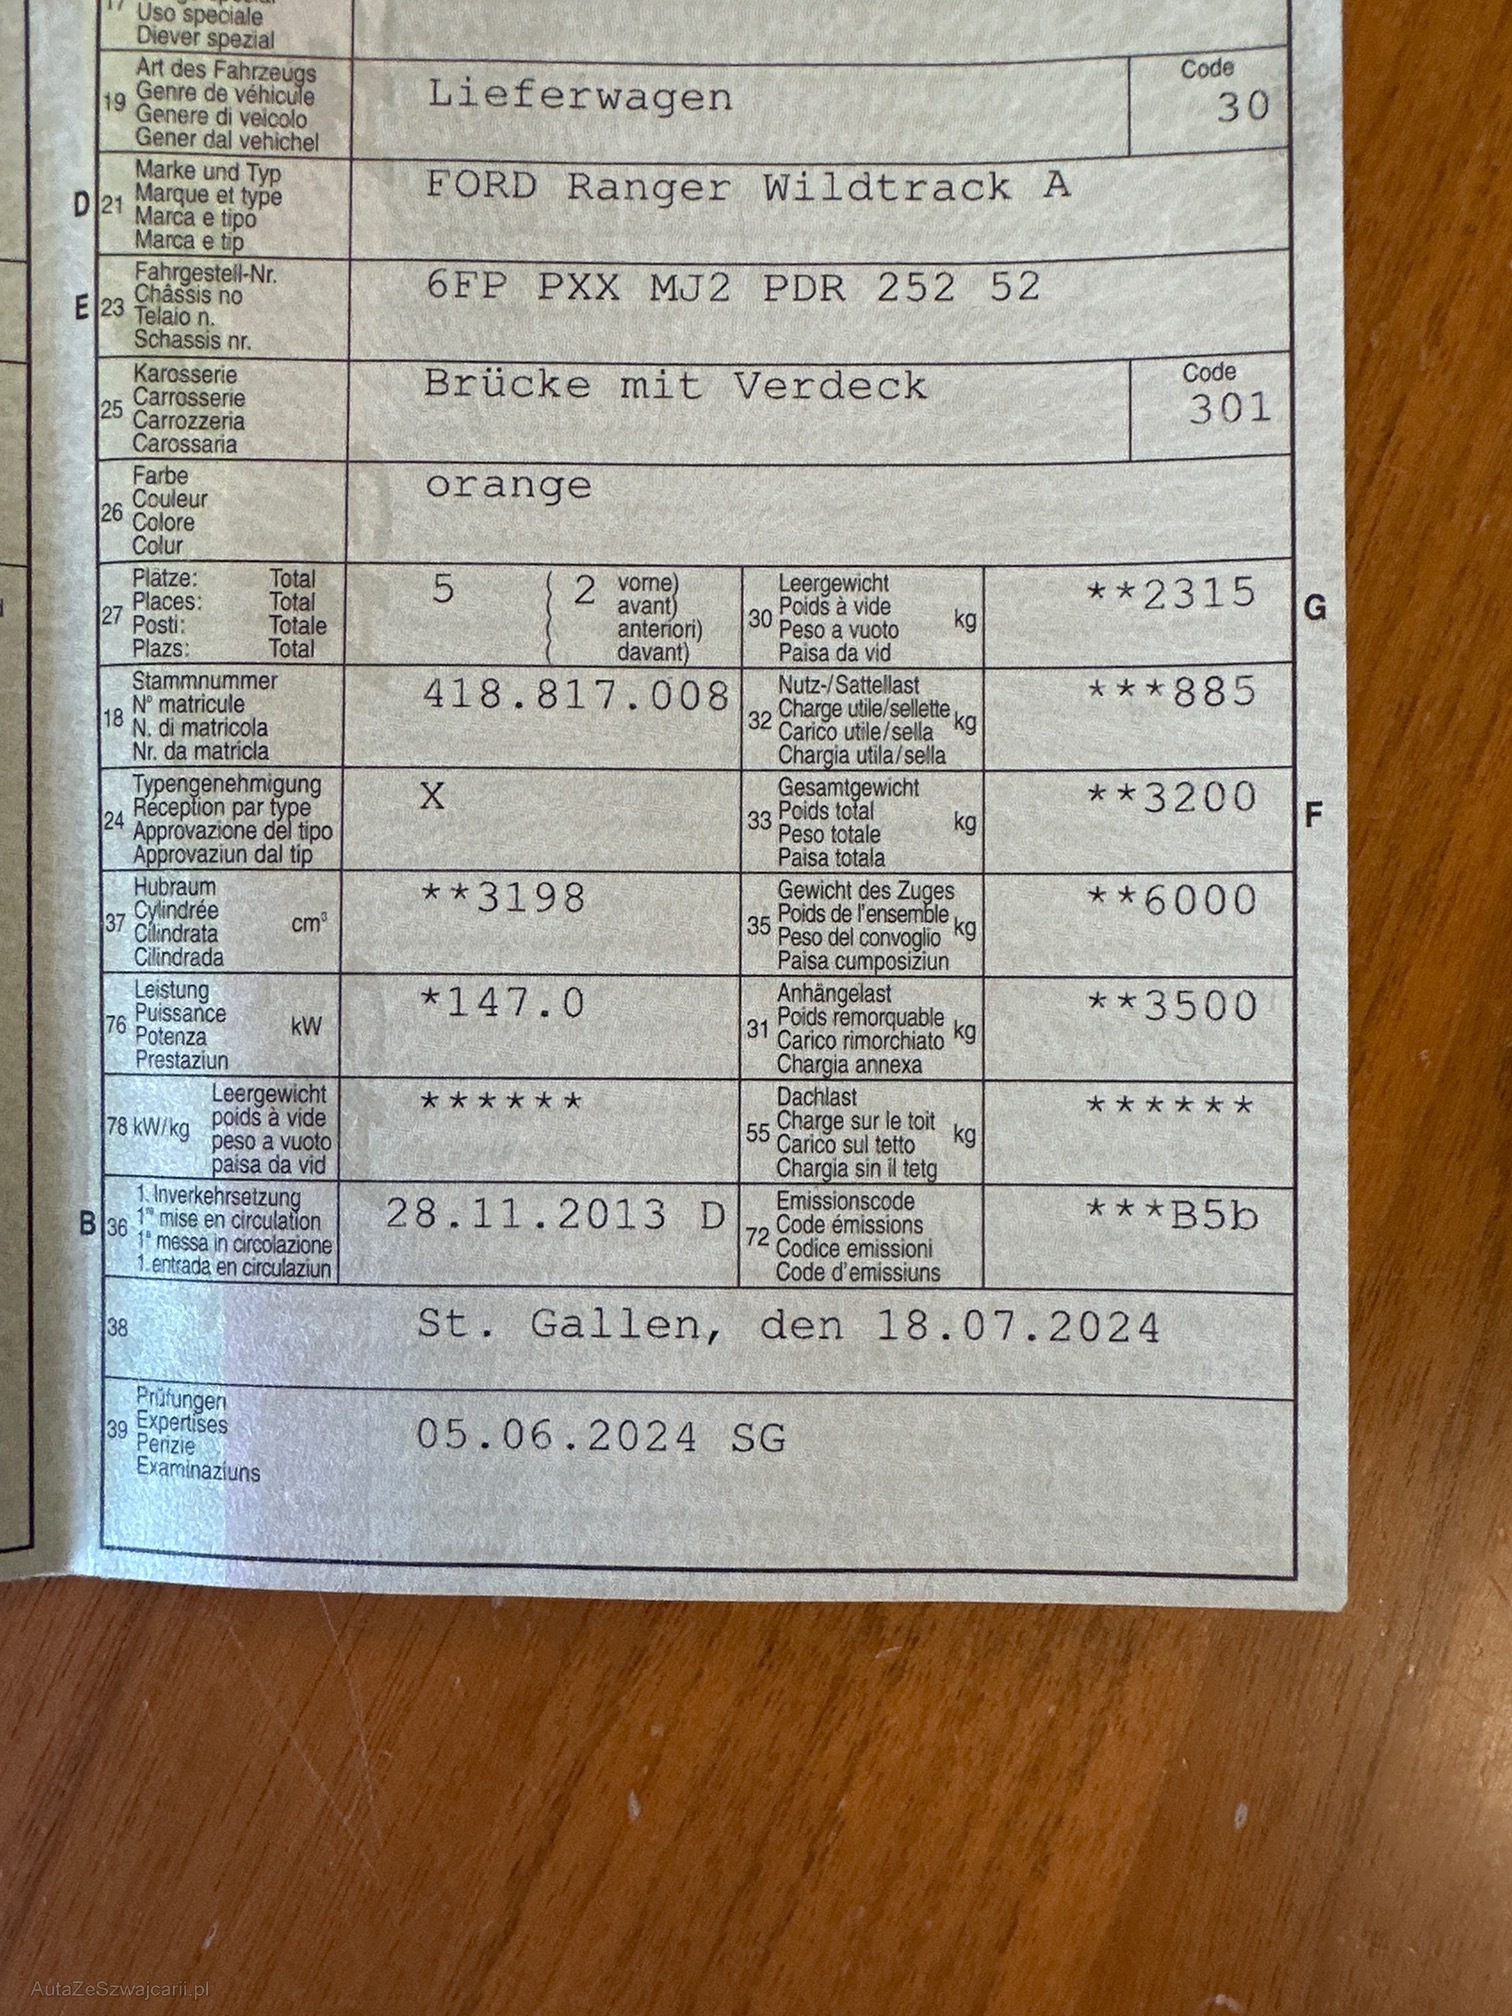 17
Uso speciale
Diever spezial
19 Art des Fahrzeugs
Genre de véhicule
Genere di veicolo
Gener dal vehichel
Lieferwagen
Code
30
D 21 Marke und Typ
Marque et type
Marca e tipo
Marca e tip
FORD Ranger Wildtrack A
E 23 Fahrgestell-Nr.
Châssis no
Telaio n.
Schassis nr.
6FP PXX MJ2 PDR 252 52
25 Karosserie
Carrosserie
Carrozzeria
Carossaria
Brücke mit Verdeck
Code
301
26 Farbe
Couleur
Colore
Colur
orange
27 Plätze: Total
Places: Total
Posti: Totale
Plazs: Total
5 ( 2 vorne)
( avant)
( anteriori)
( davant)
30 Leergewicht
Poids à vide
Peso a vuoto kg
Paisa da vid
**2315 G
18 Stammnummer
N° matricule
N. di matricola
Nr. da matricla
418.817.008
32 Nutz-/Sattellast
Charge utile/sellette kg
Carico utile/sella
Chargia utila/sella
***885
24 Typengenehmigung
Réception par type
Approvazione del tipo
Approvaziun dal tip
X
33 Gesamtgewicht
Poids total
Peso totale kg
Paisa totala
**3200 F
37 Hubraum
Cylindrée cm³
Cilindrata
Cilindrada
**3198
35 Gewicht des Zuges
Poids de l'ensemble kg
Peso del convoglio
Paisa cumposiziun
**6000
76 Leistung
Puissance kW
Potenza
Prestaziun
*147.0
31 Anhängelast
Poids remorquable kg
Carico rimorchiato
Chargia annexa
**3500
78 kW/kg Leergewicht
poids à vide
peso a vuoto
paisa da vid
******
55 Dachlast
Charge sur le toit kg
Carico sul tetto
Chargia sin il tetg
******
B 36 1. Inverkehrsetzung
1re mise en circulation
1a messa in circolazione
1. entrada en circulaziun
28.11.2013 D
72 Emissionscode
Code émissions
Codice emissioni
Code d'emissiuns
***B5b
38 St. Gallen, den 18.07.2024
39 Prüfungen
Expertises
Perizie
Examinaziuns
05.06.2024 SG
AutaZeSzwajcarii.pl